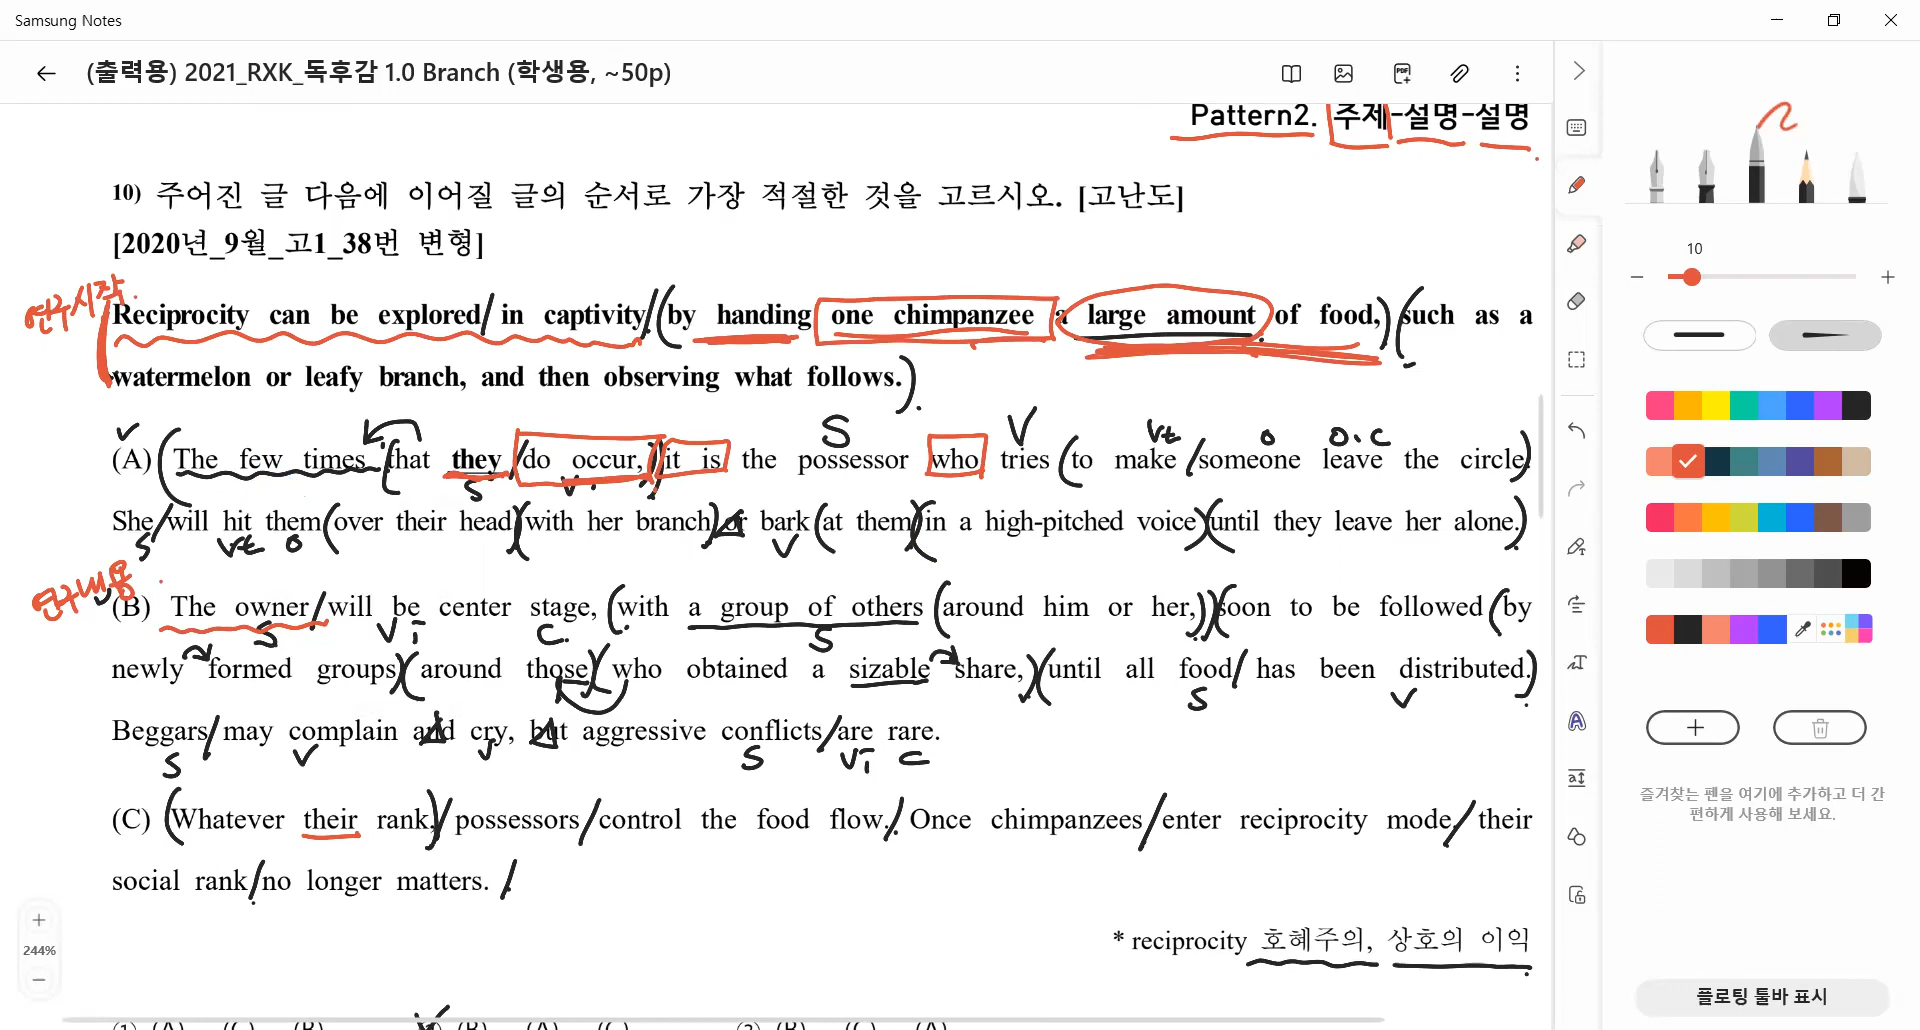 Samsung Notes
(출력용) 2021_RXK_독후감 1.0 Branch (학생용, ~50p)
Pattern2. 주제-설명-설명
10) 주어진 글 다음에 이어질 글의 순서로 가장 적절한 것을 고르시오. [고난도]
[2020년_9월_고1_38번 변형]
연구시작
Reciprocity can be explored in captivity by handing one chimpanzee a large amount of food, such as a
watermelon or leafy branch, and then observing what follows.
S V Vt o o.c
(A) The few times that they do occur, it is the possessor who tries to make someone leave the circle.
S V
She will hit them over their head with her branch or bark at them in a high-pitched voice until they leave her alone.
S Vt o V
연구내용
(B) The owner will be center stage, with a group of others around him or her, soon to be followed by
S Vi C. S
newly formed groups around those who obtained a sizable share, until all food has been distributed.
S V
Beggars may complain and cry, but aggressive conflicts are rare.
S V V S Vi C
(C) Whatever their rank, possessors control the food flow. Once chimpanzees enter reciprocity mode, their
social rank no longer matters.
* reciprocity 호혜주의, 상호의 이익
(A) (C) (B) (B) (A) (C) (B) (C) (A)
10
즐겨찾는 펜을 여기에 추가하고 더 간
편하게 사용해 보세요.
244%
플로팅 툴바 표시